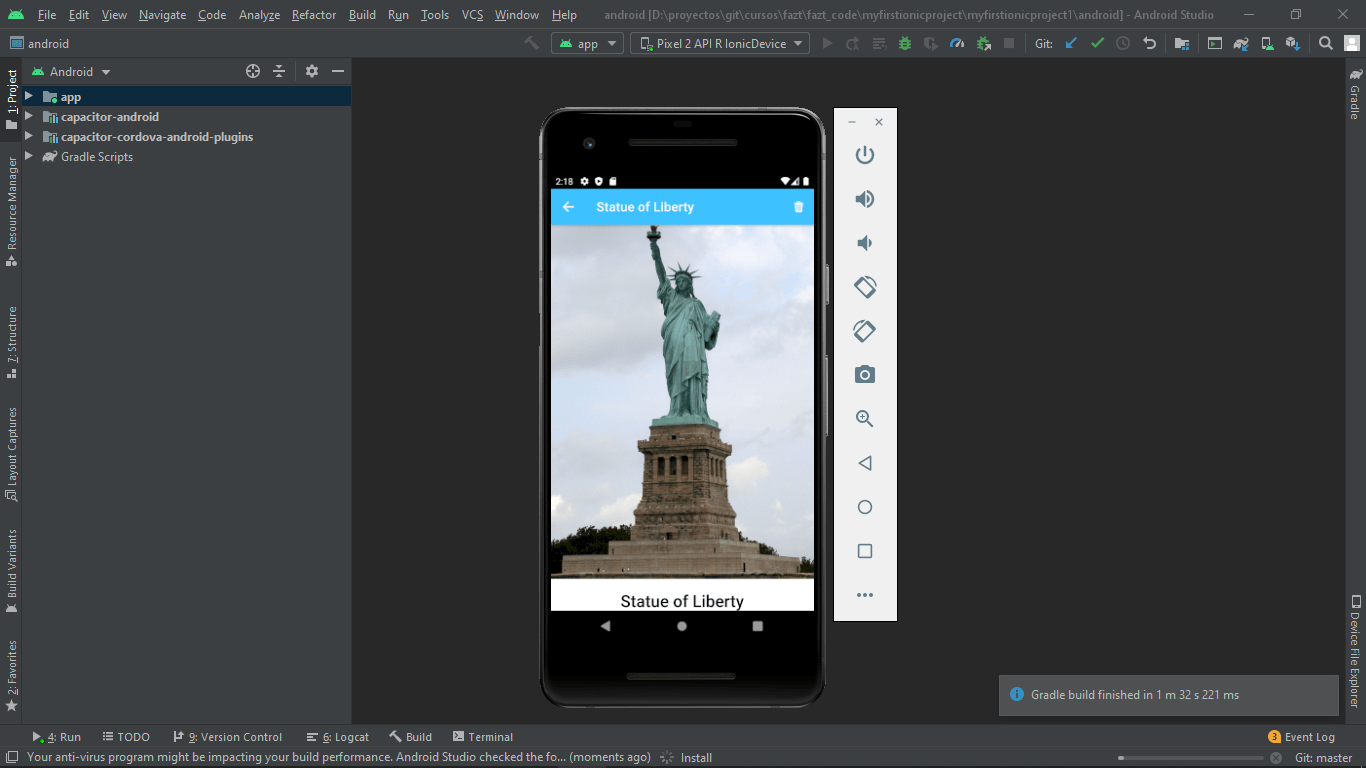 File Edit View Navigate Code Analyze Refactor Build Run Tools VCS Window Help android [D:\proyectos\git\cursos\fazt\fazt_code\myfirstionicproject\myfirstionicproject1\android] - Android Studio
android app Pixel 2 API R IonicDevice Git:
Android
app
capacitor-android
capacitor-cordova-android-plugins
Gradle Scripts
1: Project
Resource Manager
7: Structure
Layout Captures
Build Variants
2: Favorites
2:18
Statue of Liberty
Statue of Liberty
Gradle
Device File Explorer
Gradle build finished in 1 m 32 s 221 ms
4: Run TODO 9: Version Control 6: Logcat Build Terminal 3 Event Log
Your anti-virus program might be impacting your build performance. Android Studio checked the fo... (moments ago) Install Git: master